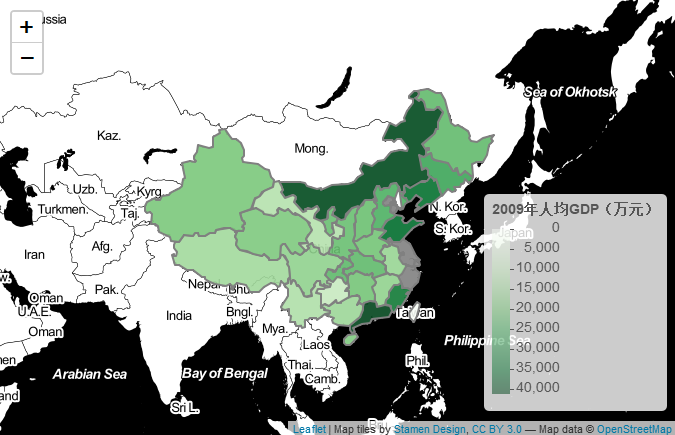 +
−
ussia
Sea of Okhotsk
Kaz.
Mong.
Uzb.
Kyrg
Turkmen.
Taj.
N. Kor.
S. Kor.
Japan
Iran
Afg.
Pak.
Nepal
Bhu.
Oman
U.A.E.
Oman
India
Bngl.
Mya.
Taiwan
Laos
Thai.
Camb.
Phil.
Philippine Sea
Arabian Sea
Bay of Bengal
Sri L.
2009年人均GDP（万元）
0
5,000
10,000
15,000
20,000
25,000
30,000
35,000
40,000
Leaflet | Map tiles by Stamen Design, CC BY 3.0 — Map data © OpenStreetMap